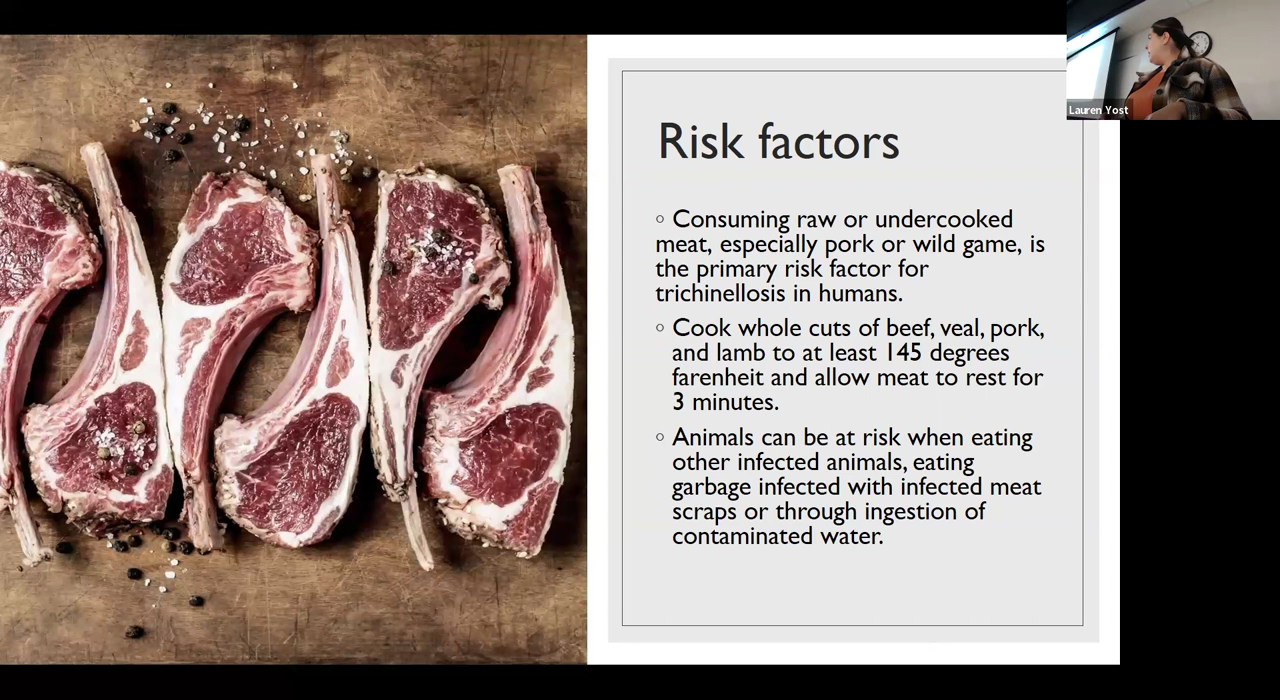 Lauren Yost
Risk factors
◦ Consuming raw or undercooked
meat, especially pork or wild game, is
the primary risk factor for
trichinellosis in humans.
◦ Cook whole cuts of beef, veal, pork,
and lamb to at least 145 degrees
farenheit and allow meat to rest for
3 minutes.
◦ Animals can be at risk when eating
other infected animals, eating
garbage infected with infected meat
scraps or through ingestion of
contaminated water.